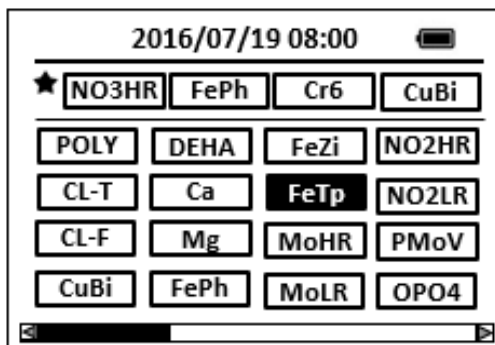 2016/07/19 08:00
NO3HR FePh Cr6 CuBi
POLY DEHA FeZi NO2HR
CL-T Ca FeTp NO2LR
CL-F Mg MoHR PMoV
CuBi FePh MoLR OPO4